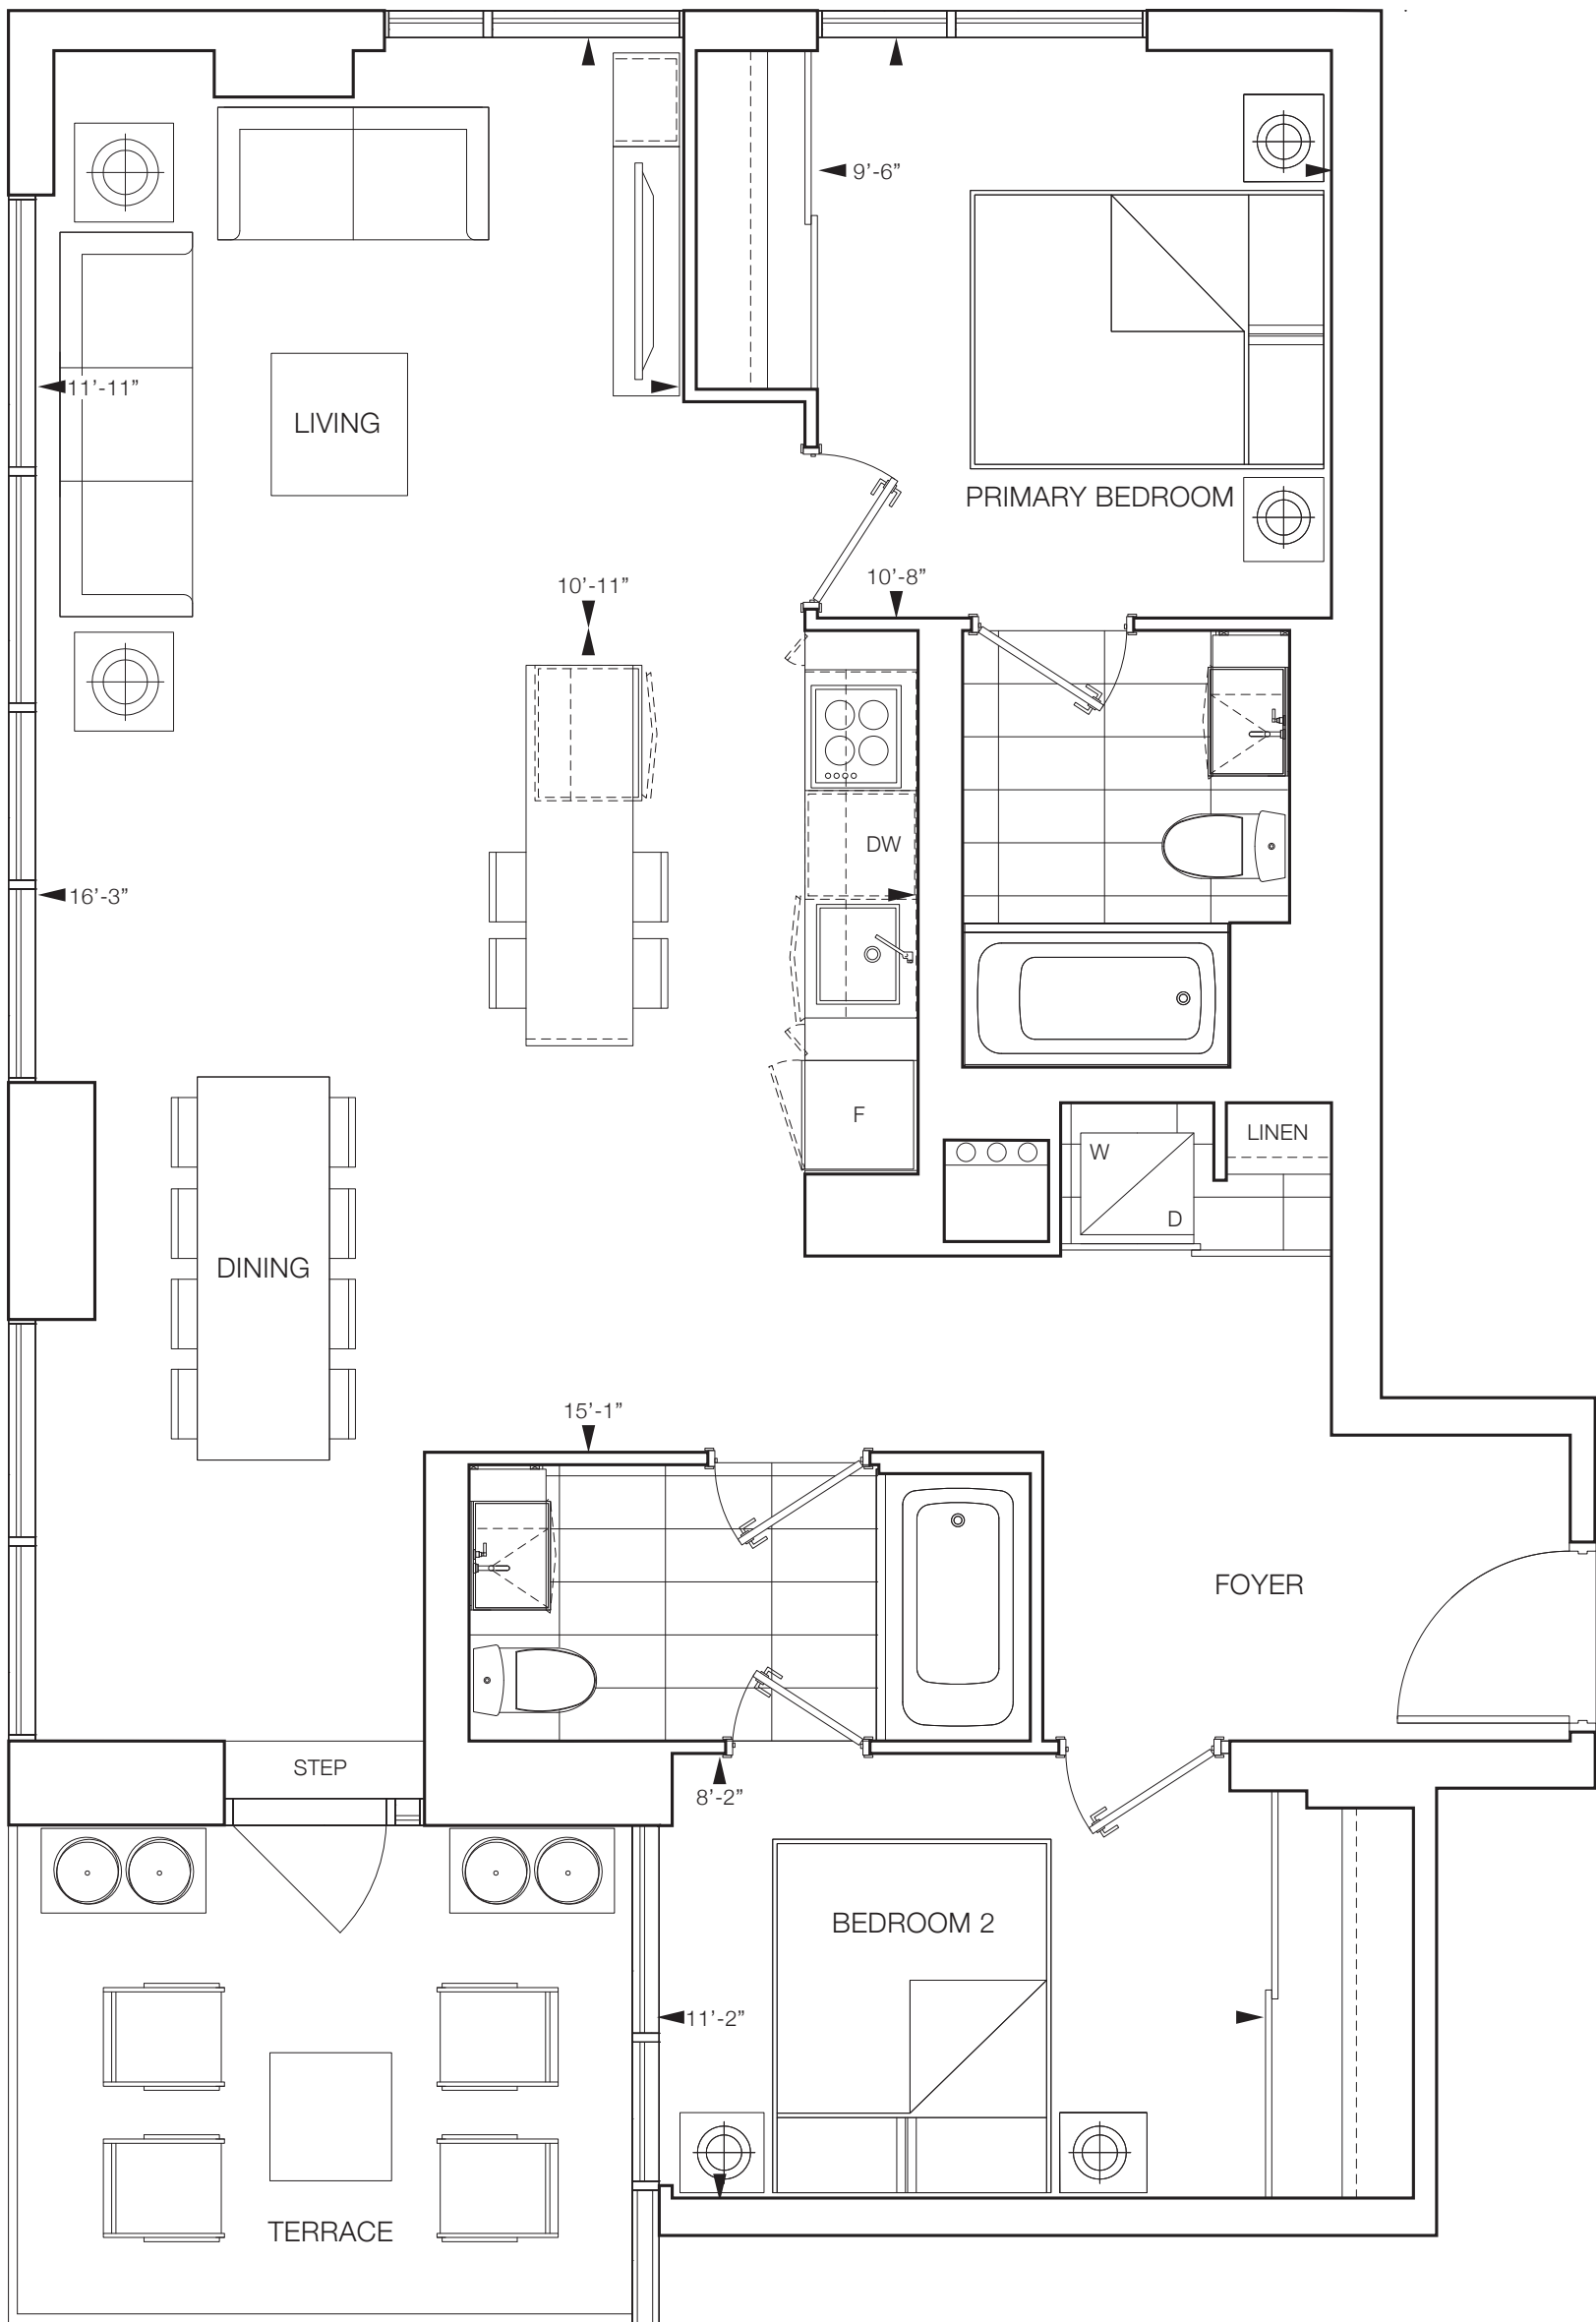 9’-6”
11’-11”
LIVING
PRIMARY BEDROOM
10’-11”
10’-8”
DW
16’-3”
F
W
LINEN
D
DINING
15’-1”
FOYER
STEP
8’-2”
BEDROOM 2
11’-2”
TERRACE